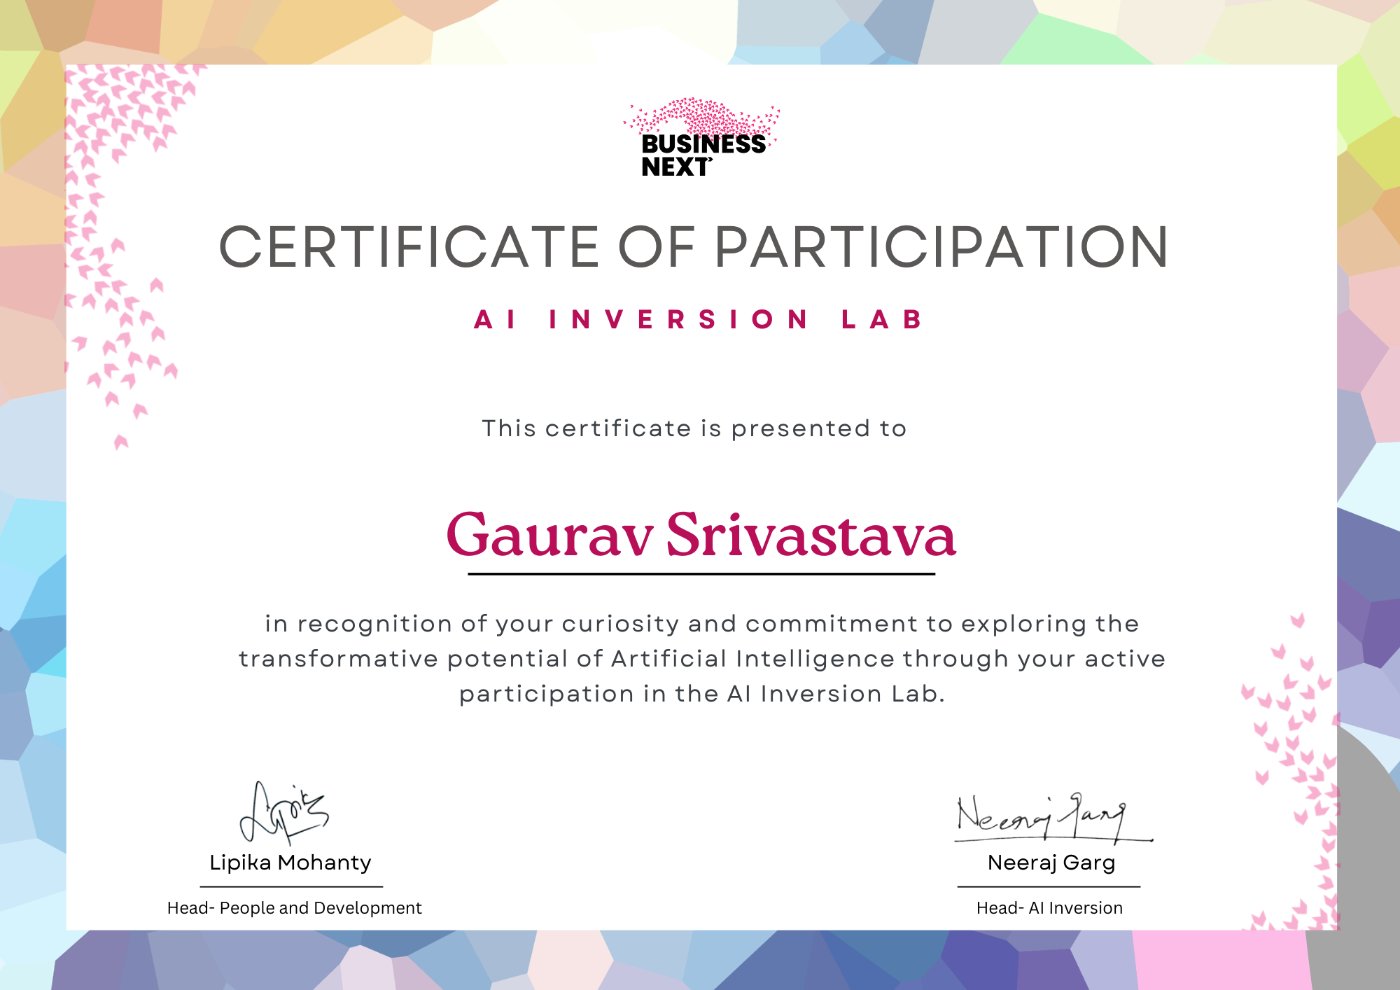 BUSINESS
NEXT
CERTIFICATE OF PARTICIPATION
AI INVERSION LAB
This certificate is presented to
Gaurav Srivastava
in recognition of your curiosity and commitment to exploring the
transformative potential of Artificial Intelligence through your active
participation in the AI Inversion Lab.
Lipika
Neeraj Garg
Lipika Mohanty
Neeraj Garg
Head- People and Development
Head- AI Inversion